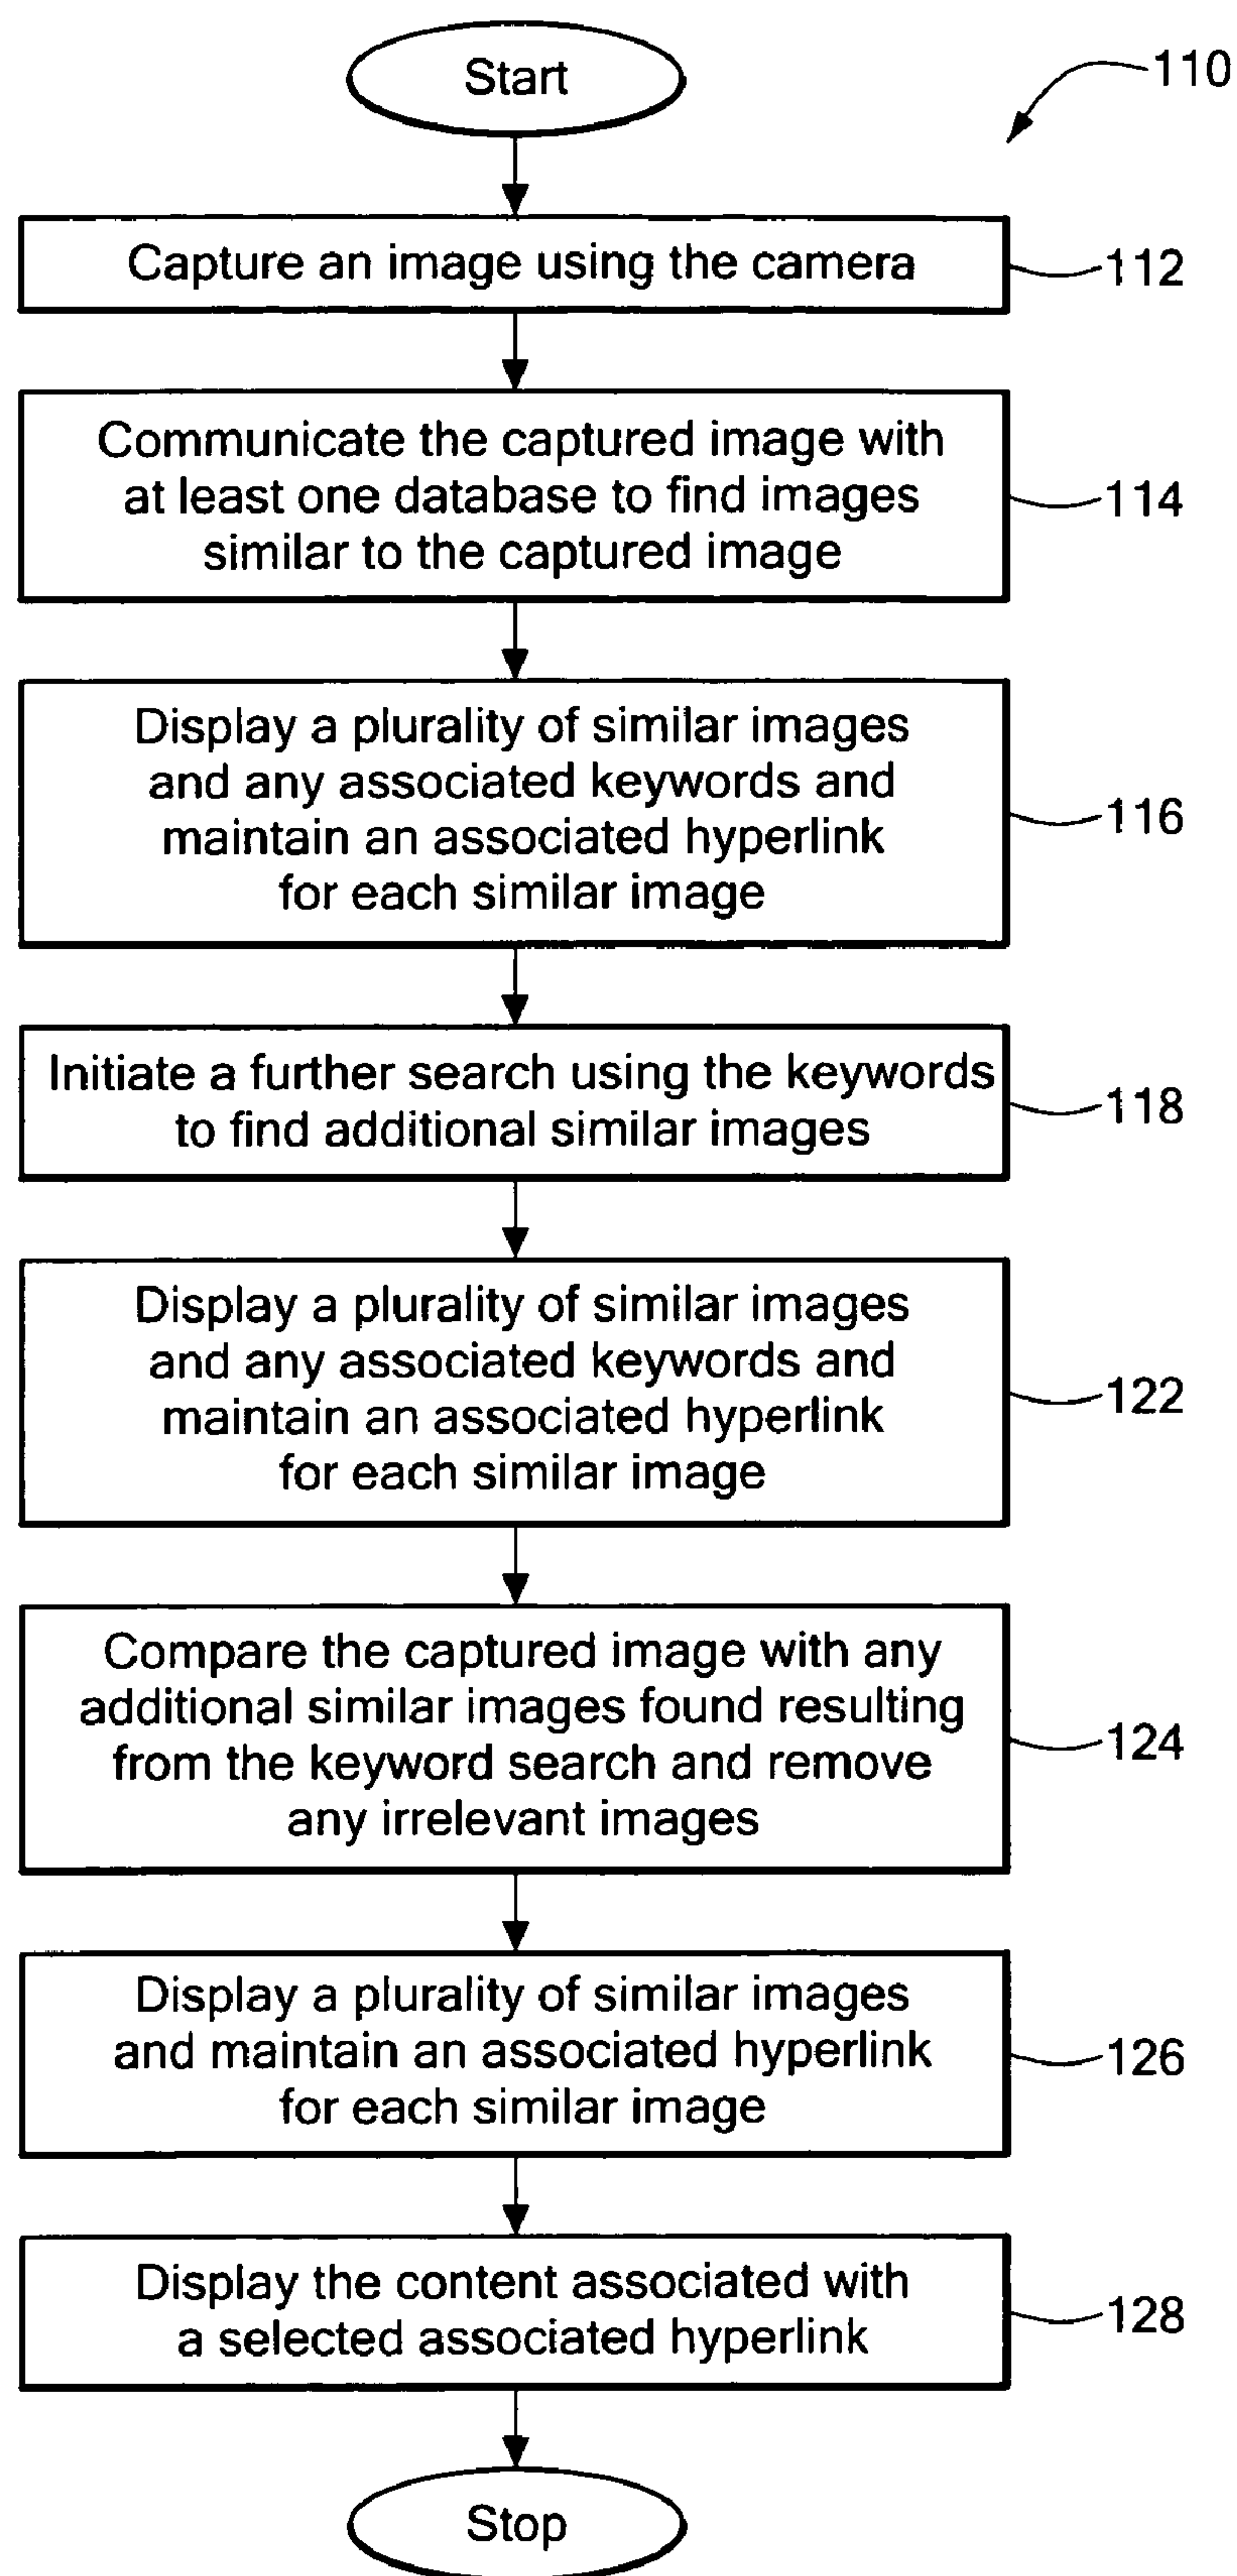 Start
110
Capture an image using the camera
112
Communicate the captured image with
at least one database to find images
similar to the captured image
114
Display a plurality of similar images
and any associated keywords and
maintain an associated hyperlink
for each similar image
116
Initiate a further search using the keywords
to find additional similar images
118
Display a plurality of similar images
and any associated keywords and
maintain an associated hyperlink
for each similar image
122
Compare the captured image with any
additional similar images found resulting
from the keyword search and remove
any irrelevant images
124
Display a plurality of similar images
and maintain an associated hyperlink
for each similar image
126
Display the content associated with
a selected associated hyperlink
128
Stop